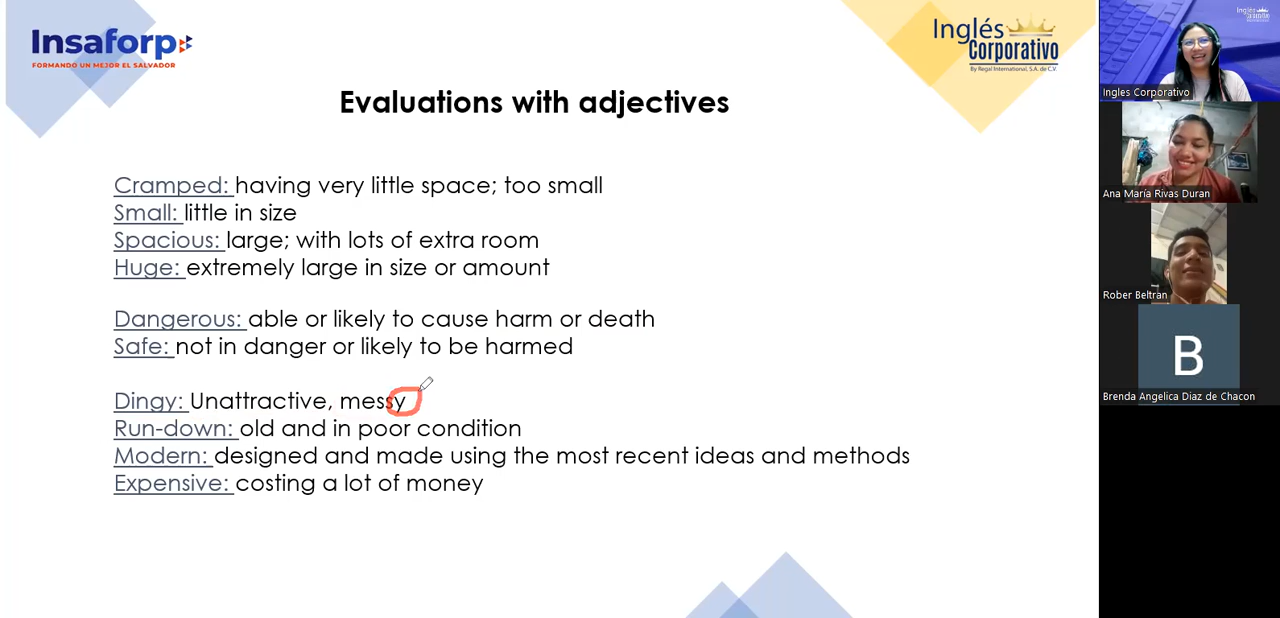 Insaforp
FORMANDO UN MEJOR EL SALVADOR
Inglés
Corporativo
By Regal International, S.A. de C.V.
Evaluations with adjectives
Cramped: having very little space; too small
Small: little in size
Spacious: large; with lots of extra room
Huge: extremely large in size or amount
Dangerous: able or likely to cause harm or death
Safe: not in danger or likely to be harmed
Dingy: Unattractive, messy
Run-down: old and in poor condition
Modern: designed and made using the most recent ideas and methods
Expensive: costing a lot of money
Ingles Corporativo
Ana María Rivas Duran
Rober Beltran
B
Brenda Angelica Diaz de Chacon